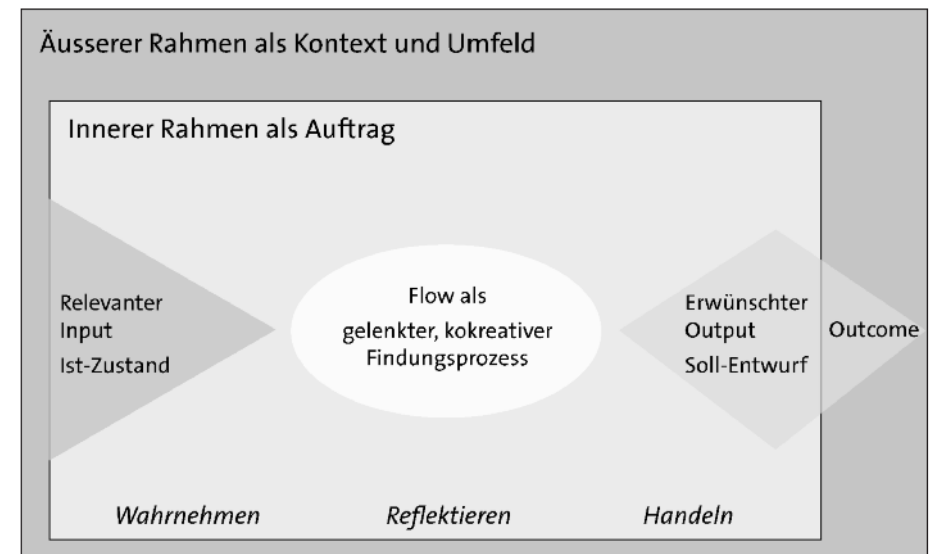 Äusserer Rahmen als Kontext und Umfeld
Innerer Rahmen als Auftrag
Relevanter
Input
Ist-Zustand
Flow als
gelenkter, kokreativer
Findungsprozess
Erwünschter
Output
Soll-Entwurf
Outcome
Wahrnehmen
Reflektieren
Handeln